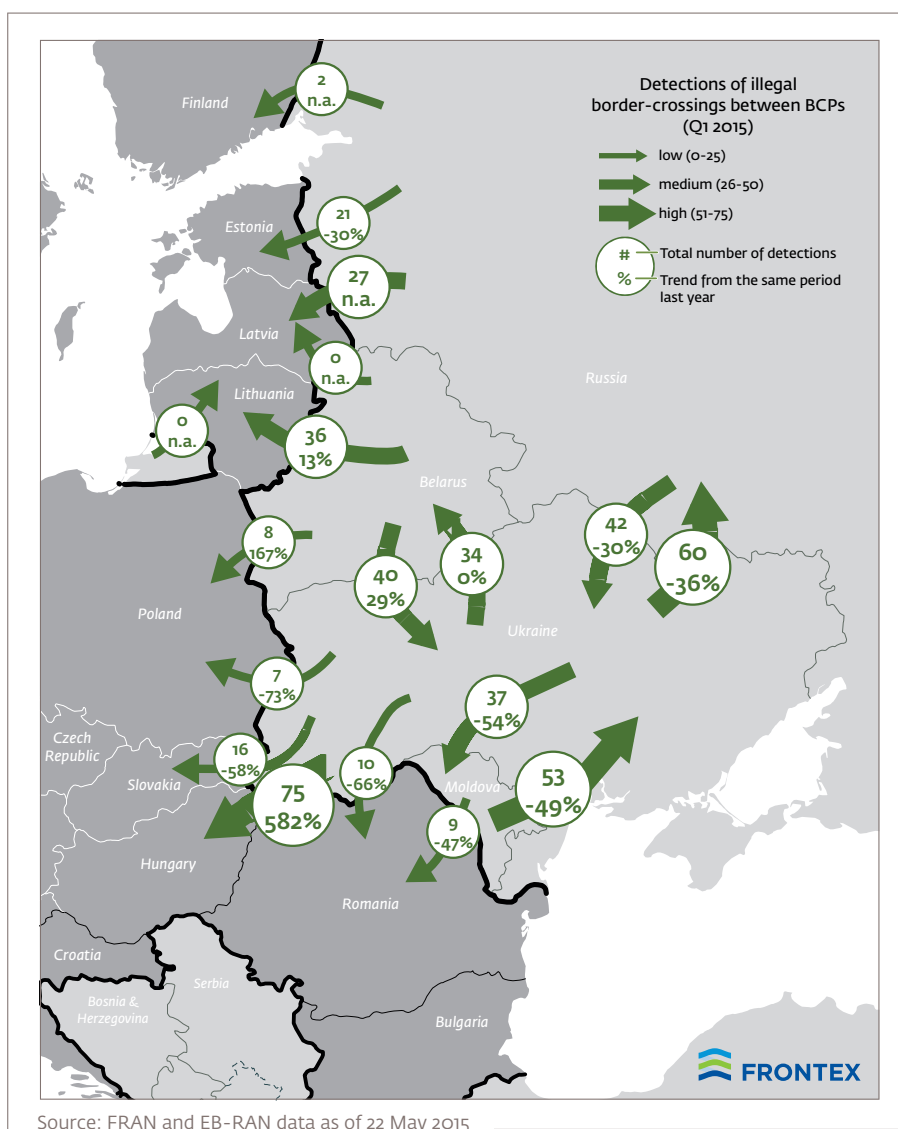 Detections of illegal
border-crossings between BCPs
(Q1 2015)
low (0-25)
medium (26-50)
high (51-75)
#
Total number of detections
%
Trend from the same period
last year
2
n.a.
Finland
21
-30%
Estonia
27
n.a.
Latvia
0
n.a.
Russia
Lithuania
0
n.a.
36
13%
Belarus
8
167%
40
29%
34
0%
42
-30%
60
-36%
Poland
Ukraine
7
-73%
37
-54%
Czech
Republic
16
-58%
10
-66%
Slovakia
75
582%
Moldova
53
-49%
9
-47%
Hungary
Romania
Croatia
Serbia
Bosnia &
Herzegovina
Bulgaria
FRONTEX
Source: FRAN and EB-RAN data as of 22 May 2015